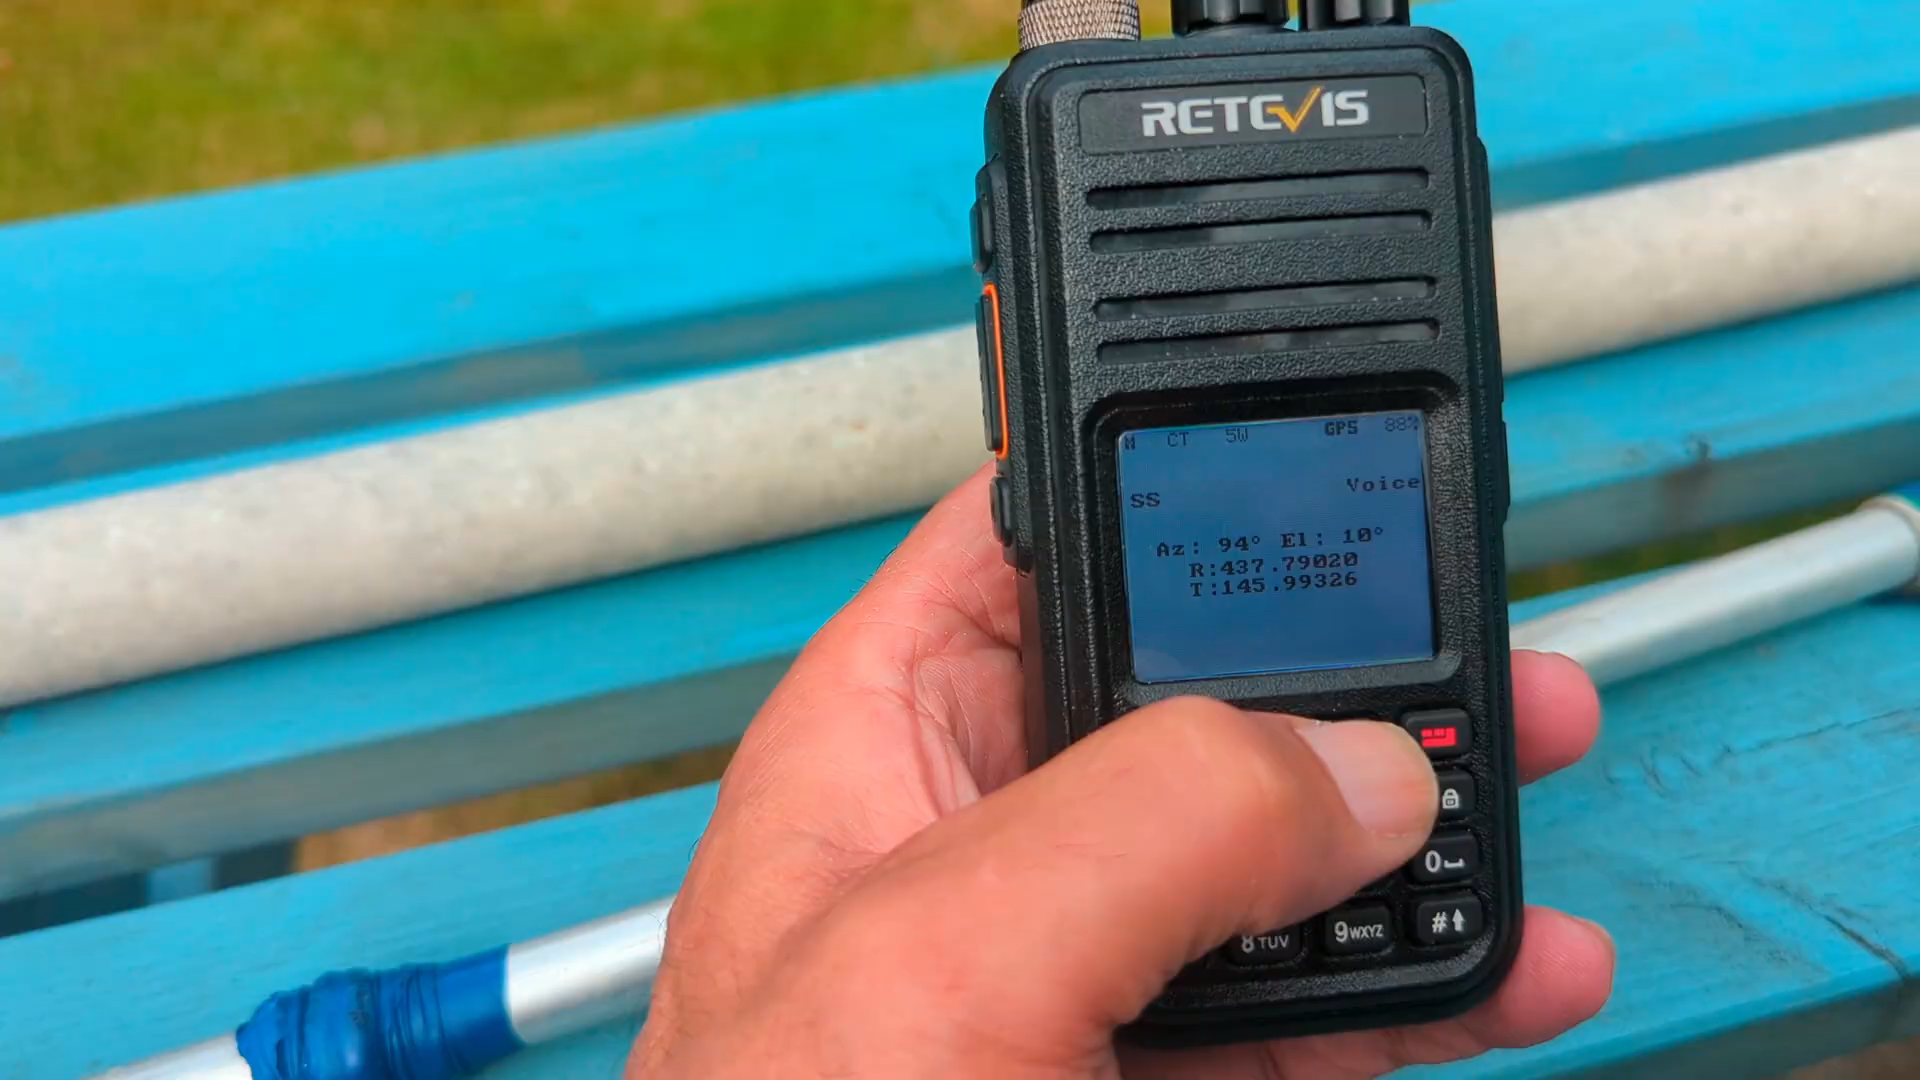 RETEVIS
M CT 5W GPS 88%
SS Voice
Az: 94° El: 10°
R:437.79020
T:145.99326
0
8TUV 9WXYZ #